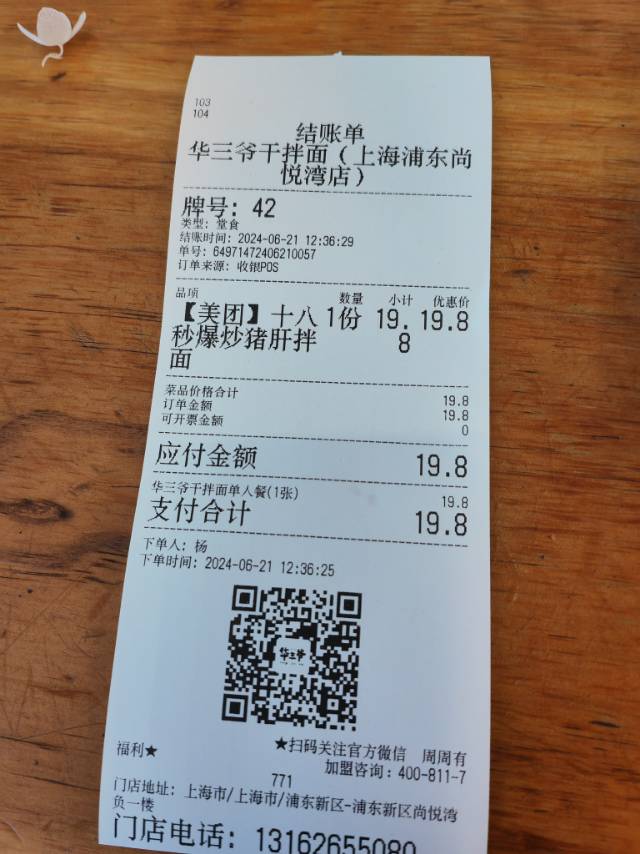 103
104
结账单
华三爷干拌面（上海浦东尚
悦湾店）
牌号: 42
类型: 堂食
结账时间: 2024-06-21 12:36:29
单号: 64971472406210057
订单来源: 收银POS
品项 数量 小计 优惠价
【美团】十八 1份 19. 19.8
秒爆炒猪肝拌 8
面
菜品价格合计 19.8
订单金额 19.8
可开票金额 0
应付金额 19.8
华三爷干拌面单人餐(1张) 19.8
支付合计 19.8
下单人: 杨
下单时间: 2024-06-21 12:36:25
华三爷
★扫码关注官方微信 周周有
福利★
加盟咨询: 400-811-7
771
门店地址: 上海市/上海市/浦东新区-浦东新区尚悦湾
负一楼
门店电话: 13162655080